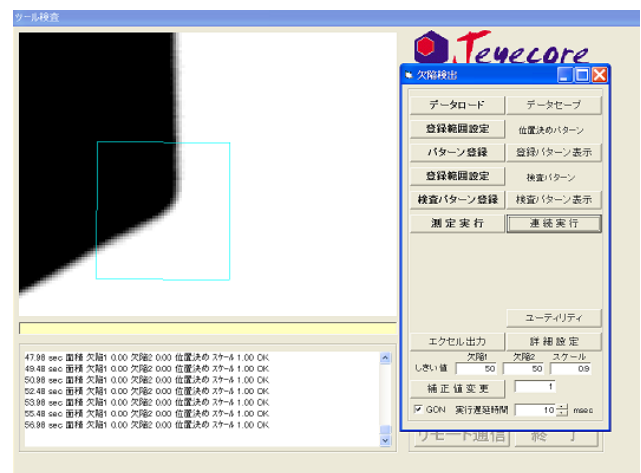 ツール検査
Teyecore
欠陥検出
データロード
データセーブ
登録範囲設定
位置決めパターン
パターン登録
登録パターン表示
登録範囲設定
検査パターン
検査パターン登録
検査パターン表示
測定実行
連続実行
ユーティリティ
エクセル出力
詳細設定
欠陥1 欠陥2 スケール
しきい値 50 50 0.9
補正値変更 1
GON 実行遅延時間 10 msec
リモート通信
終了
47.98 sec 面積 欠陥1 0.00 欠陥2 0.00 位置決め スケール 1.00 OK
49.48 sec 面積 欠陥1 0.00 欠陥2 0.00 位置決め スケール 1.00 OK
50.98 sec 面積 欠陥1 0.00 欠陥2 0.00 位置決め スケール 1.00 OK
52.48 sec 面積 欠陥1 0.00 欠陥2 0.00 位置決め スケール 1.00 OK
53.98 sec 面積 欠陥1 0.00 欠陥2 0.00 位置決め スケール 1.00 OK
55.48 sec 面積 欠陥1 0.00 欠陥2 0.00 位置決め スケール 1.00 OK
56.98 sec 面積 欠陥1 0.00 欠陥2 0.00 位置決め スケール 1.00 OK